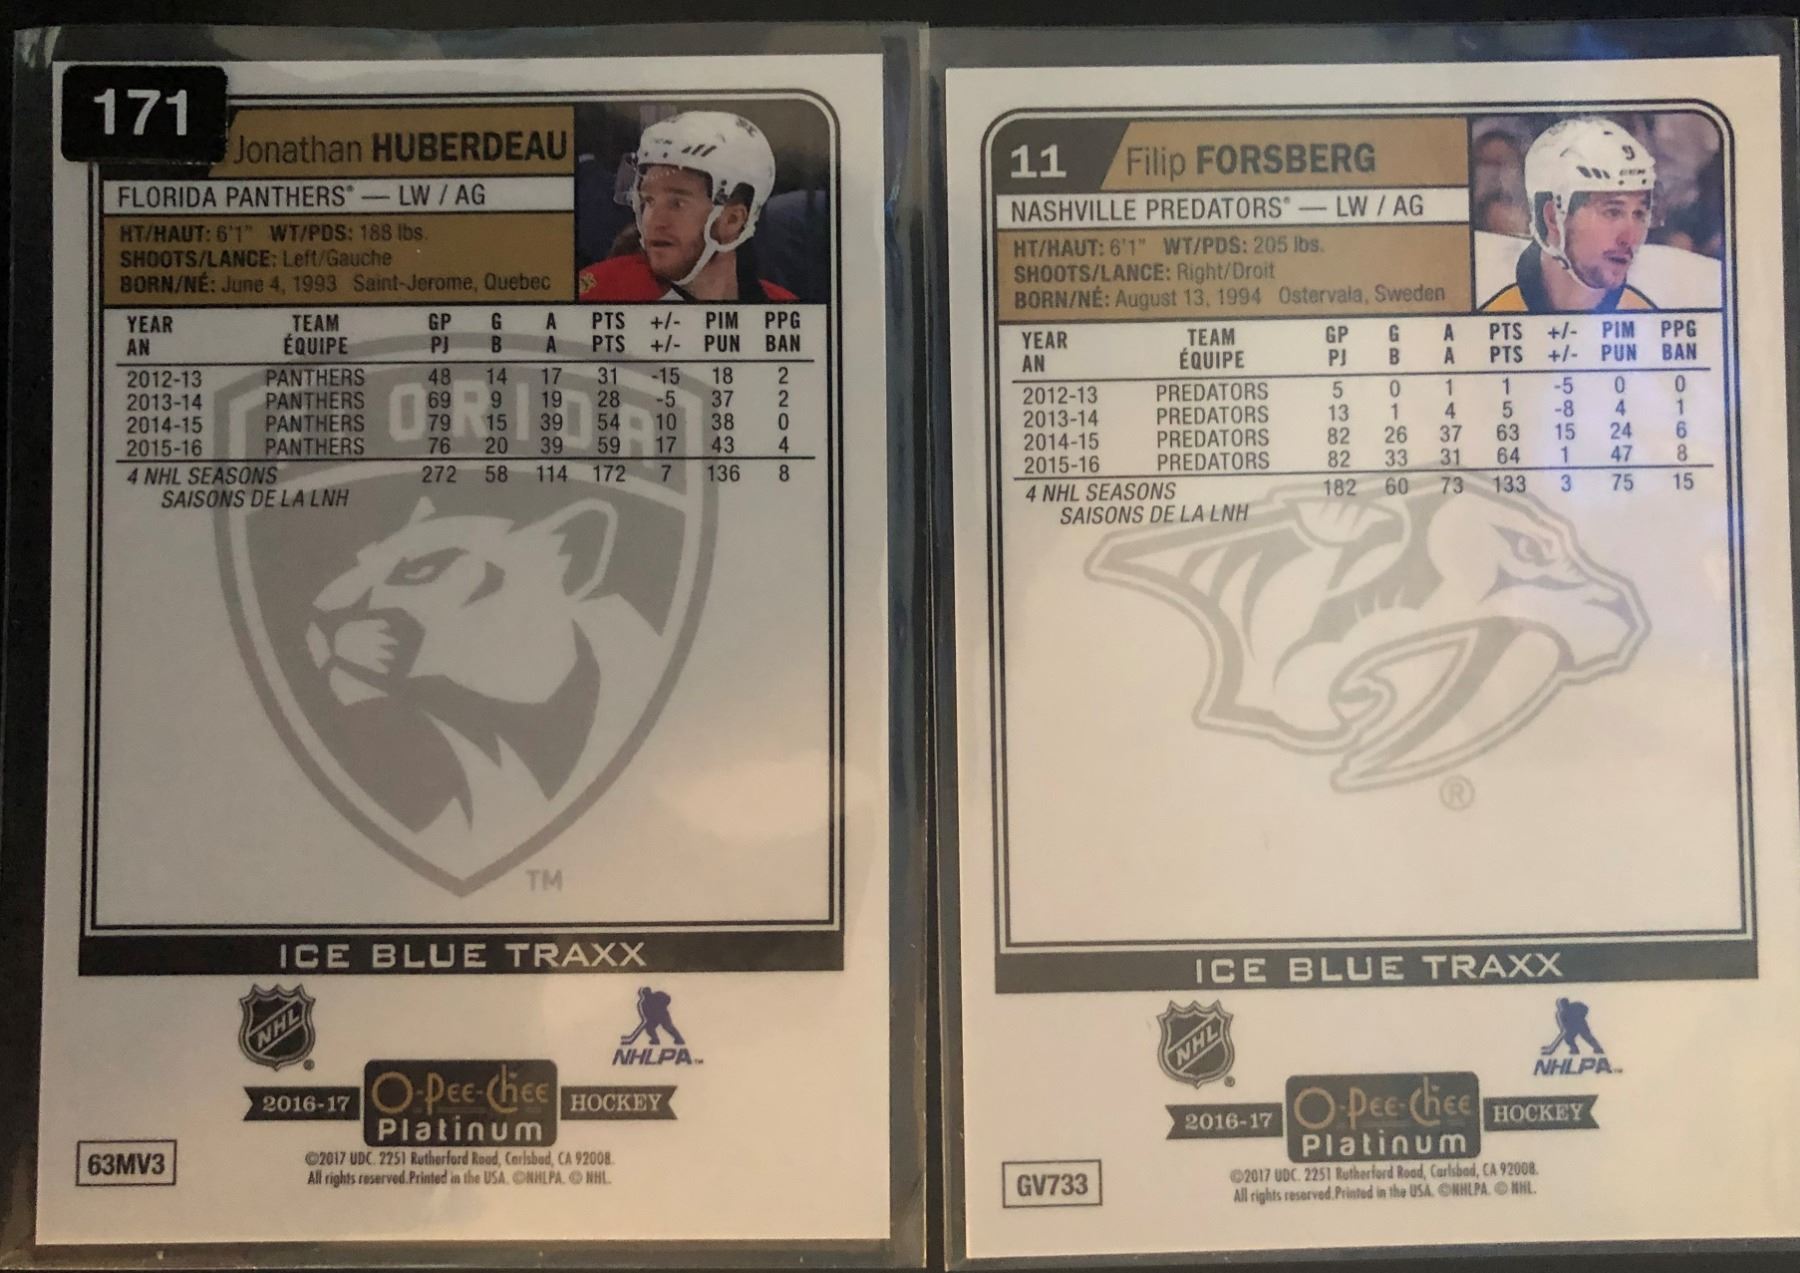 171
Jonathan HUBERDEAU
FLORIDA PANTHERS® — LW / AG
HT/HAUT: 6'1" WT/PDS: 188 lbs.
SHOOTS/LANCE: Left/Gauche
BORN/NÉ: June 4, 1993 Saint-Jerome, Quebec
YEAR TEAM GP G A PTS +/- PIM PPG
AN ÉQUIPE PJ B A PTS +/- PUN BAN
2012-13 PANTHERS 48 14 17 31 -15 18 2
2013-14 PANTHERS 69 9 19 28 -5 37 2
2014-15 PANTHERS 79 15 39 54 10 38 0
2015-16 PANTHERS 76 20 39 59 17 43 4
4 NHL SEASONS 272 58 114 172 7 136 8
SAISONS DE LA LNH
TM
ICE BLUE TRAXX
NHL
NHLPA™
2016-17 O-Pee-Chee HOCKEY
Platinum
63MV3
©2017 UDC. 2251 Rutherford Road, Carlsbad, CA 92008.
All rights reserved. Printed in the USA. ©NHLPA. © NHL.
11 Filip FORSBERG
NASHVILLE PREDATORS® — LW / AG
HT/HAUT: 6'1" WT/PDS: 205 lbs.
SHOOTS/LANCE: Right/Droit
BORN/NÉ: August 13, 1994 Ostervala, Sweden
YEAR TEAM GP G A PTS +/- PIM PPG
AN ÉQUIPE PJ B A PTS +/- PUN BAN
2012-13 PREDATORS 5 0 1 1 -5 0 0
2013-14 PREDATORS 13 1 4 5 -8 4 1
2014-15 PREDATORS 82 26 37 63 15 24 6
2015-16 PREDATORS 82 33 31 64 1 47 8
4 NHL SEASONS 182 60 73 133 3 75 15
SAISONS DE LA LNH
®
ICE BLUE TRAXX
NHL
NHLPA™
2016-17 O-Pee-Chee HOCKEY
Platinum
GV733
©2017 UDC. 2251 Rutherford Road, Carlsbad, CA 92008.
All rights reserved. Printed in the USA. ©NHLPA. © NHL.